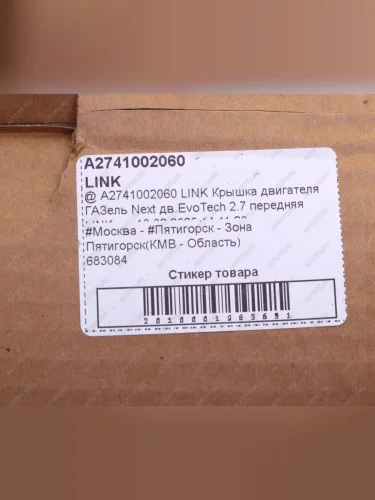 A2741002060
LINK
@ A2741002060 LINK Крышка двигателя
ГАЗель Next дв.EvoTech 2.7 передняя
#Москва - #Пятигорск - Зона
Пятигорск(КМВ - Область)
683084
Стикер товара